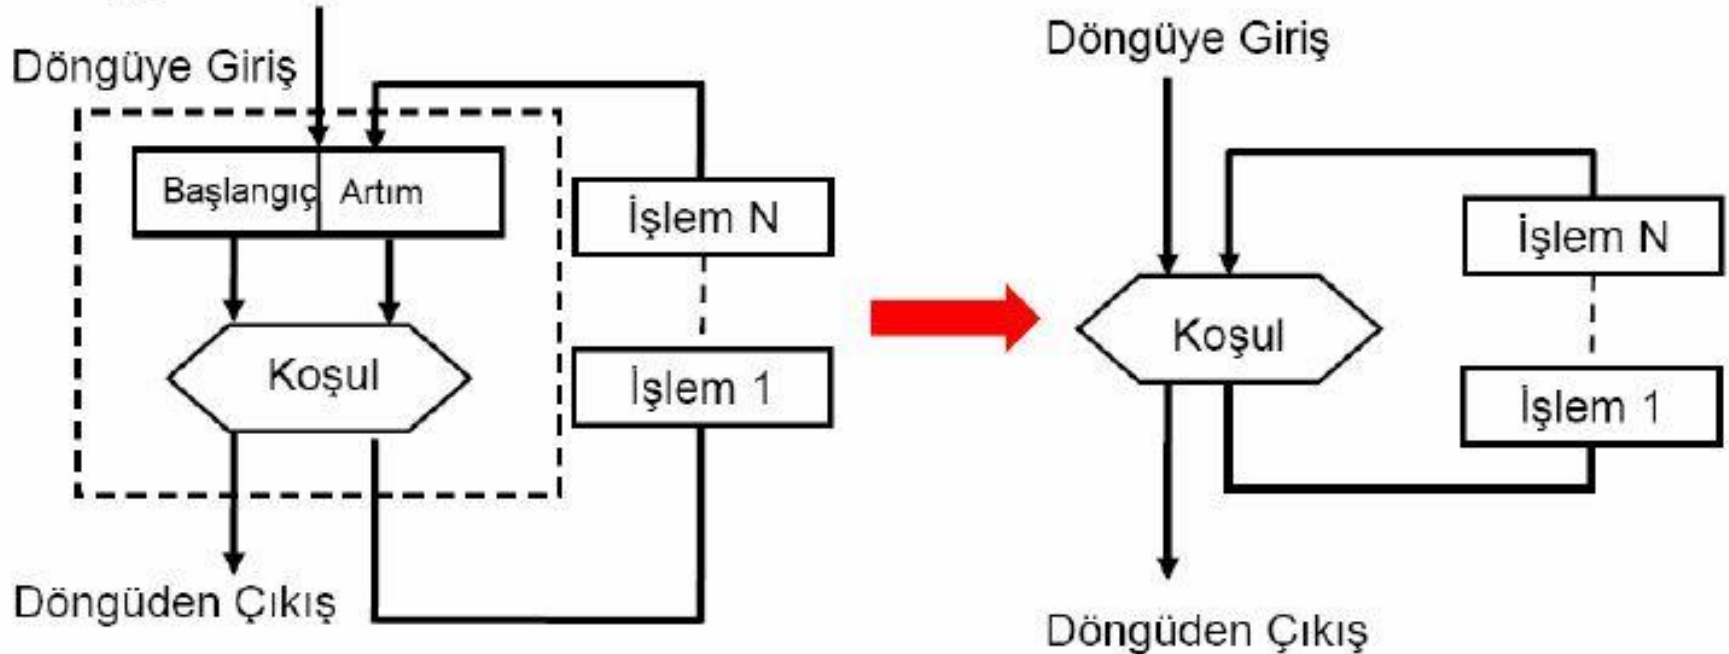 Döngüye Giriş
Başlangıç
Artım
İşlem N
Koşul
İşlem 1
Döngüden Çıkış
Döngüye Giriş
İşlem N
Koşul
İşlem 1
Döngüden Çıkış